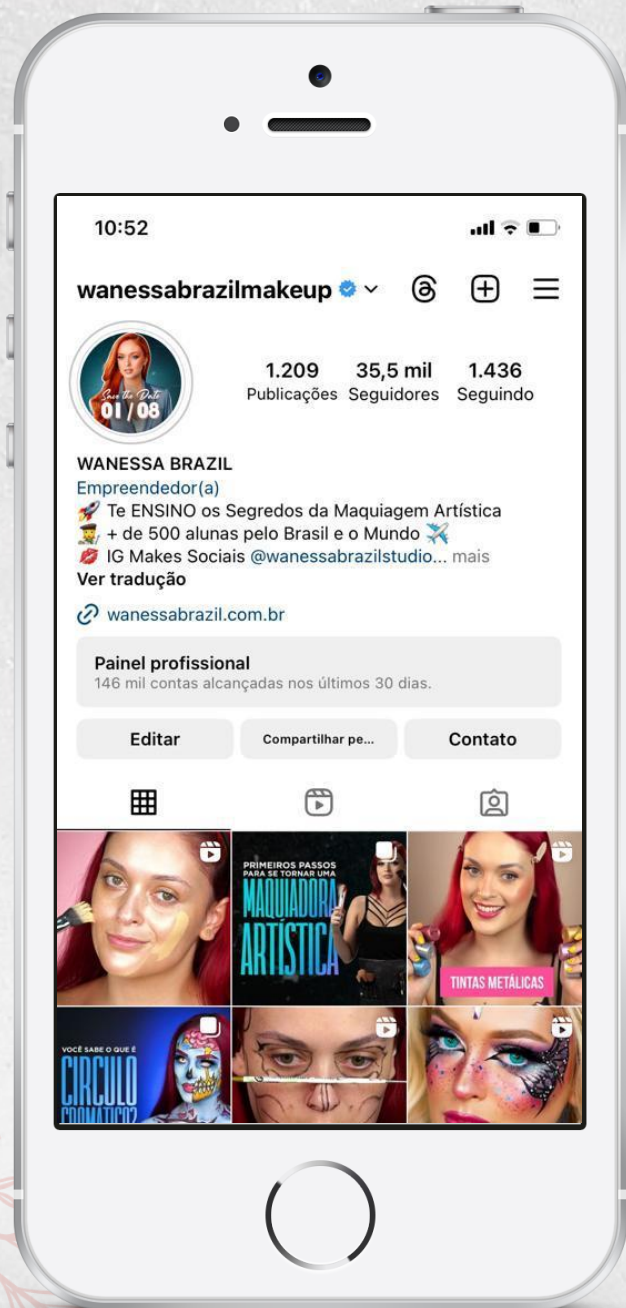 10:52
wanessabrazilmakeup
1.209 35,5 mil 1.436
Publicações Seguidores Seguindo
Save the Date
01/08
WANESSA BRAZIL
Empreendedor(a)
🚀 Te ENSINO os Segredos da Maquiagem Artística
👩‍🎨 + de 500 alunas pelo Brasil e o Mundo ✈️
💋 IG Makes Sociais @wanessabrazilstudio... mais
Ver tradução
wanessabrazil.com.br
Painel profissional
146 mil contas alcançadas nos últimos 30 dias.
Editar Compartilhar pe... Contato
PRIMEIROS PASSOS
PARA SE TORNAR UMA
MAQUIADORA
ARTÍSTICA
TINTAS METÁLICAS
VOCÊ SABE O QUE É
CIRCULO
CROMÁTICO?